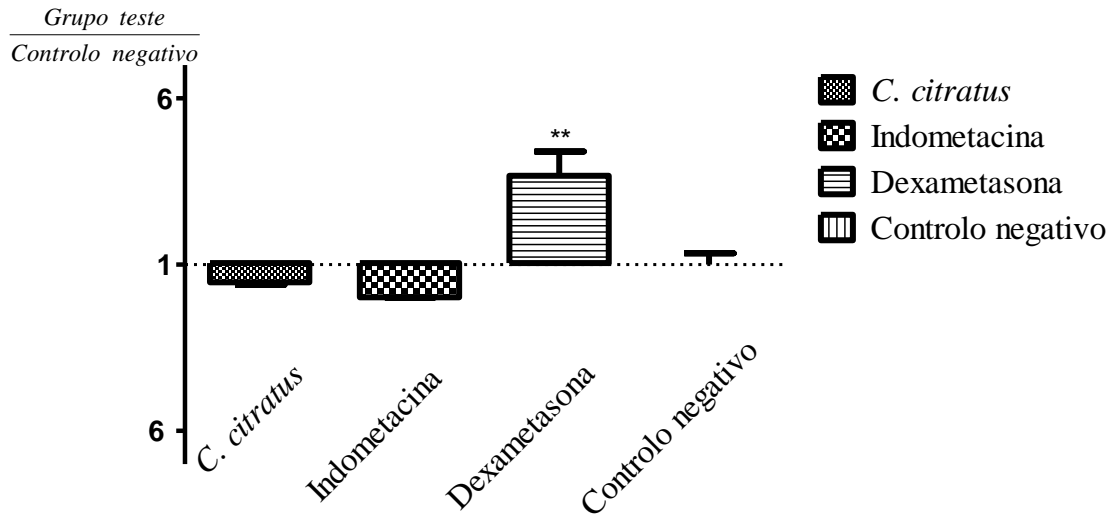 Grupo teste
Controlo negativo
6
**
1
6
C. citratus
Indometacina
Dexametasona
Controlo negativo
C. citratus
Indometacina
Dexametasona
Controlo negativo